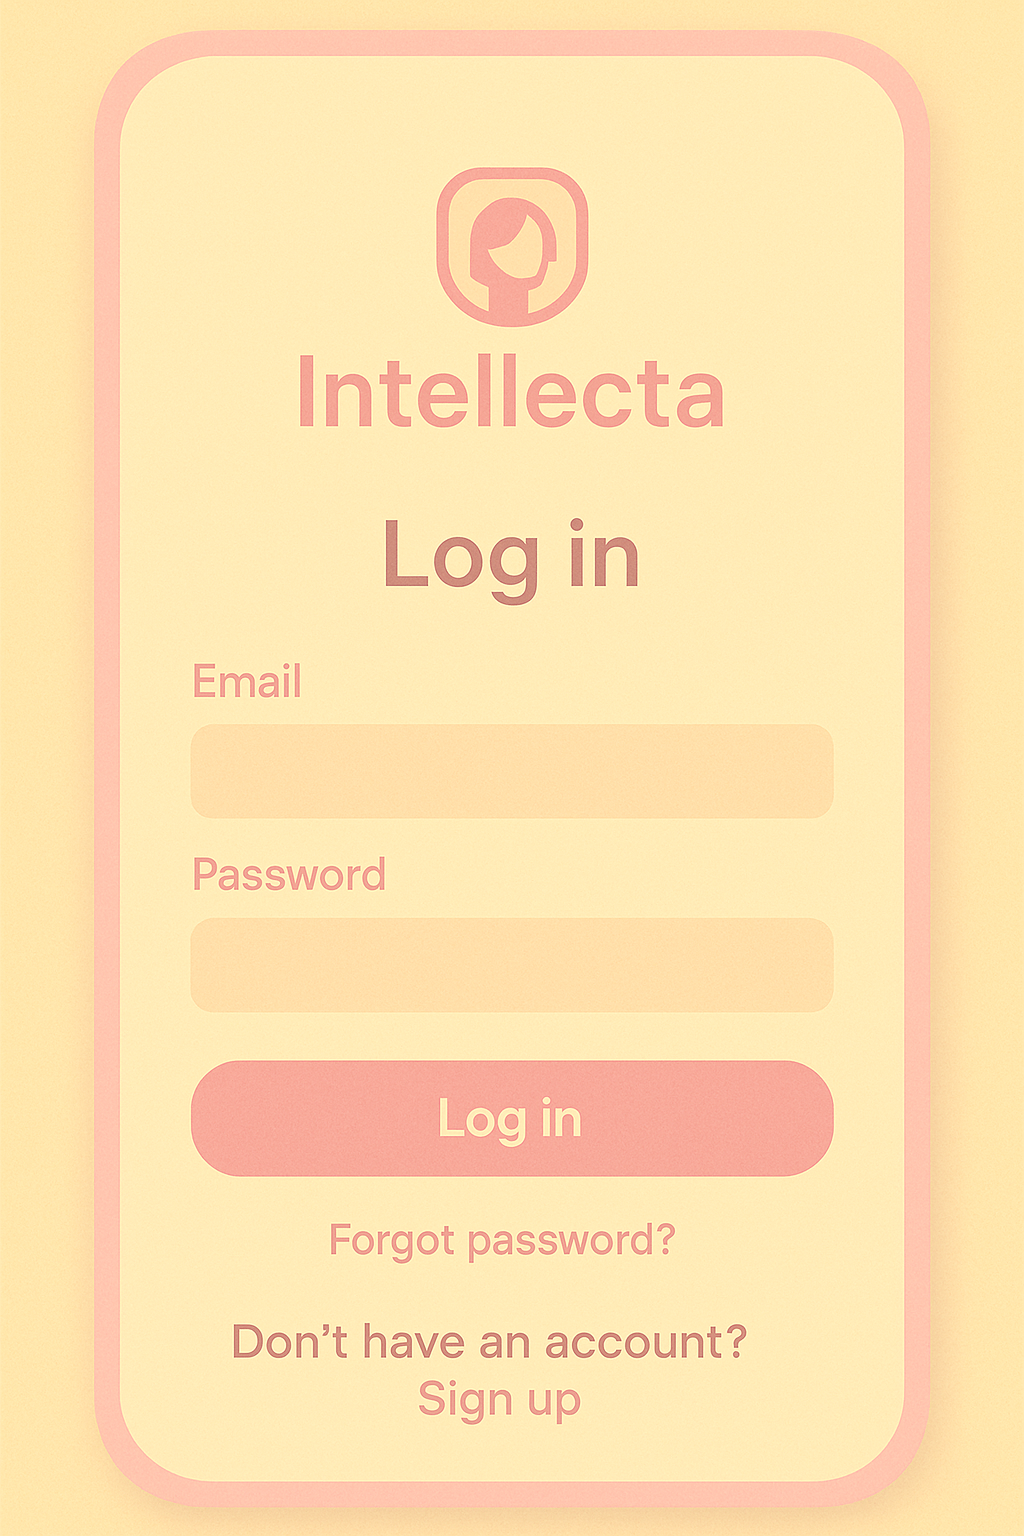 Intellecta
Log in
Email
Password
Log in
Forgot password?
Don’t have an account?
Sign up